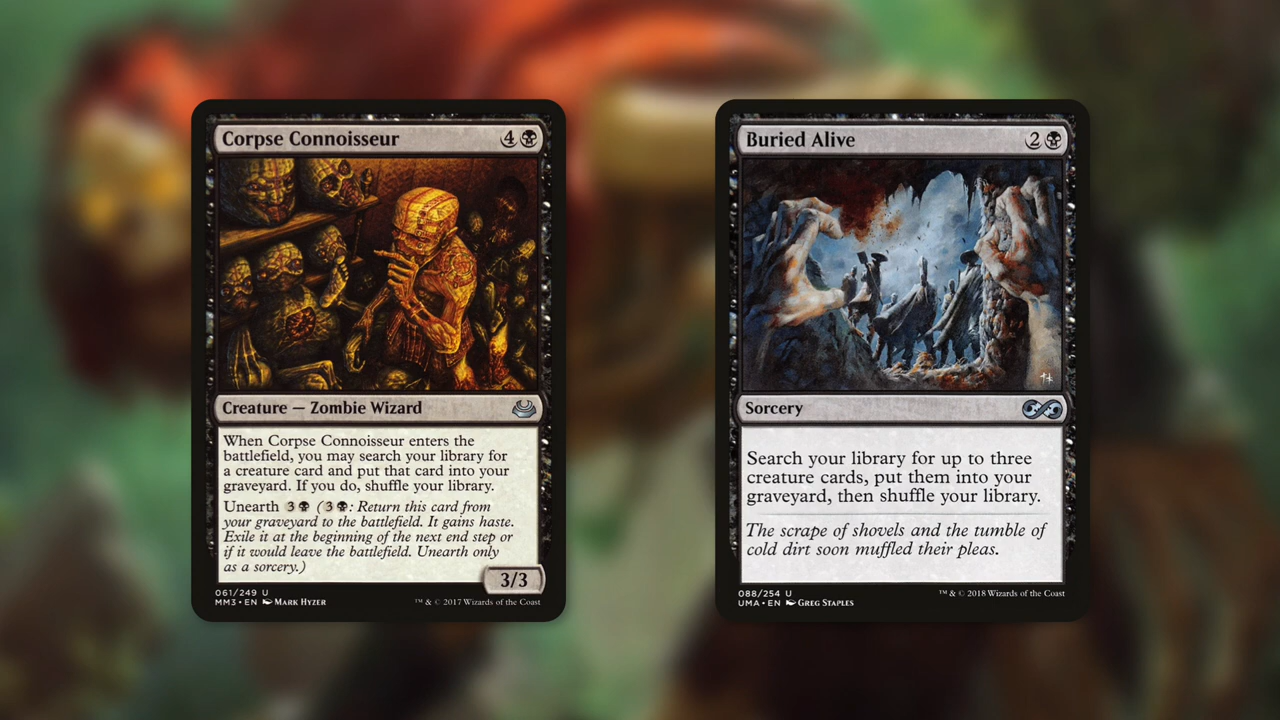 Corpse Connoisseur 4
Creature — Zombie Wizard
When Corpse Connoisseur enters the
battlefield, you may search your library for
a creature card and put that card into your
graveyard. If you do, shuffle your library.
Unearth 3 (3: Return this card from
your graveyard to the battlefield. It gains haste.
Exile it at the beginning of the next end step or
if it would leave the battlefield. Unearth only
as a sorcery.)
3/3
061/249 U
MM3 • EN Mark Hyzer
™ & © 2017 Wizards of the Coast
Buried Alive 2
Sorcery
Search your library for up to three
creature cards, put them into your
graveyard, then shuffle your library.
The scrape of shovels and the tumble of
cold dirt soon muffled their pleas.
088/254 U
UMA • EN Greg Staples
™ & © 2018 Wizards of the Coast